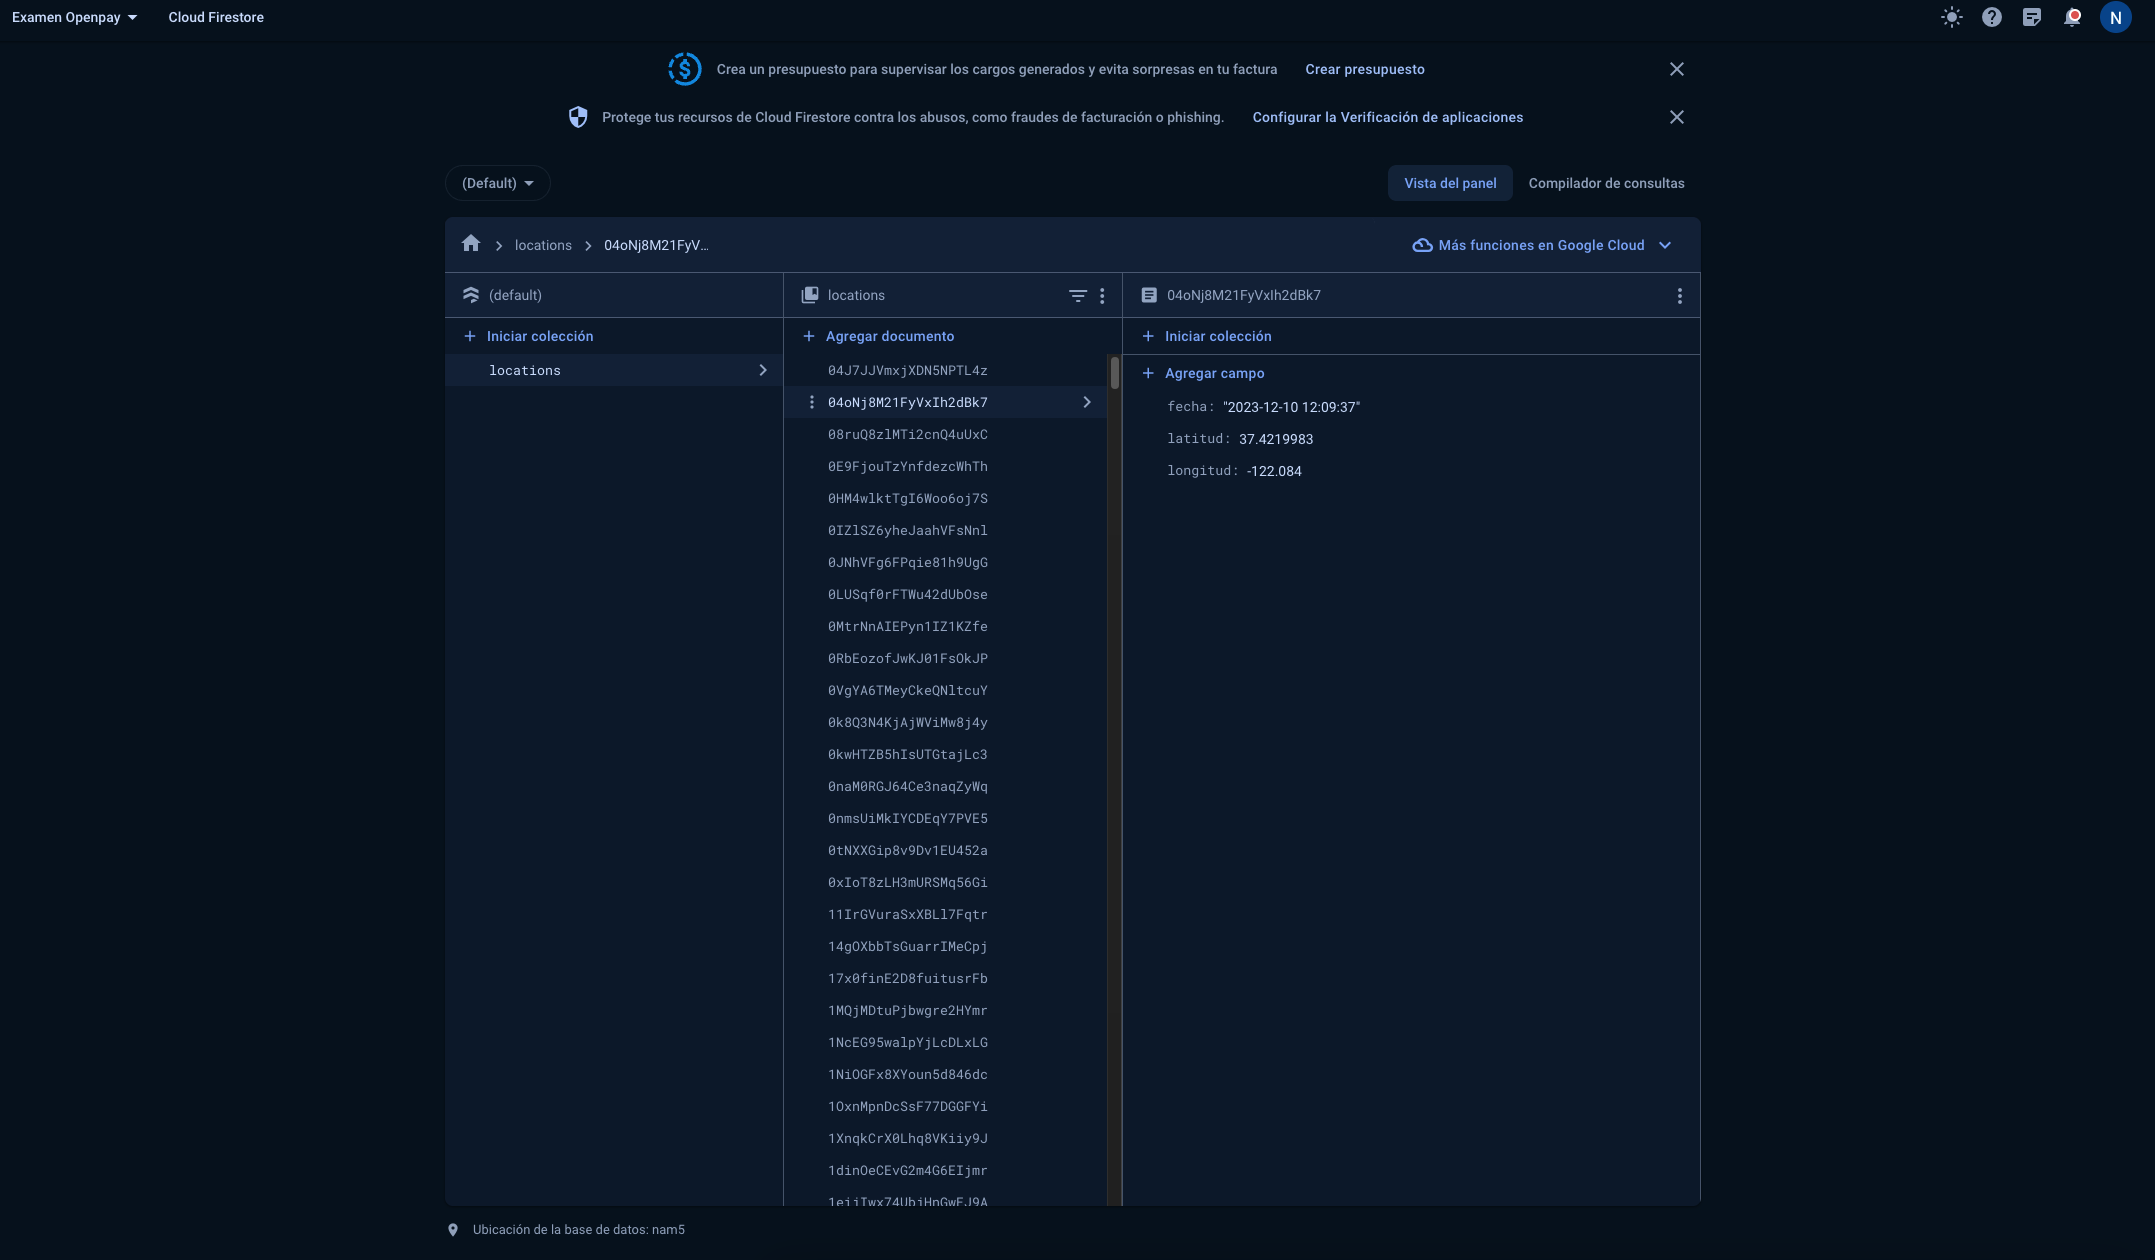 Examen Openpay
Cloud Firestore
N
Crea un presupuesto para supervisar los cargos generados y evita sorpresas en tu factura
Crear presupuesto
Protege tus recursos de Cloud Firestore contra los abusos, como fraudes de facturación o phishing.
Configurar la Verificación de aplicaciones
(Default)
Vista del panel
Compilador de consultas
locations
04oNj8M21FyV...
Más funciones en Google Cloud
(default)
Iniciar colección
locations
locations
Agregar documento
04J7JJVmxjXDN5NPTL4z
04oNj8M21FyVxIh2dBk7
08ruQ8zlMTi2cnQ4uUxC
0E9FjouTzYnfdezcWhTh
0HM4wlktTgI6Woo6oj7S
0IZlSZ6yheJaahVFsNnl
0JNhVFg6FPqie81h9UgG
0LUSqf0rFTWu42dUbOse
0MtrNnAIEPyn1IZ1KZfe
0RbEozofJwKJ01FsOkJP
0VgYA6TMeyCkeQNltcuY
0k8Q3N4KjAjWViMw8j4y
0kwHTZB5hIsUTGtajLc3
0naM0RGJ64Ce3naqZyWq
0nmsUiMkIYCDEqY7PVE5
0tNXXGip8v9Dv1EU452a
0xIoT8zLH3mURSMq56Gi
11IrGVuraSxXBLl7Fqtr
14gOXbbTsGuarrIMeCpj
17x0finE2D8fuitusrFb
1MQjMDtuPjbwgre2HYmr
1NcEG95walpYjLcDLxLG
1NiOGFx8XYoun5d846dc
1OxnMpnDcSsF77DGGFYi
1XnqkCrX0Lhq8VKiiy9J
1dinOeCEvG2m4G6EIjmr
04oNj8M21FyVxIh2dBk7
Iniciar colección
Agregar campo
fecha: "2023-12-10 12:09:37"
latitud: 37.4219983
longitud: -122.084
Ubicación de la base de datos: nam5